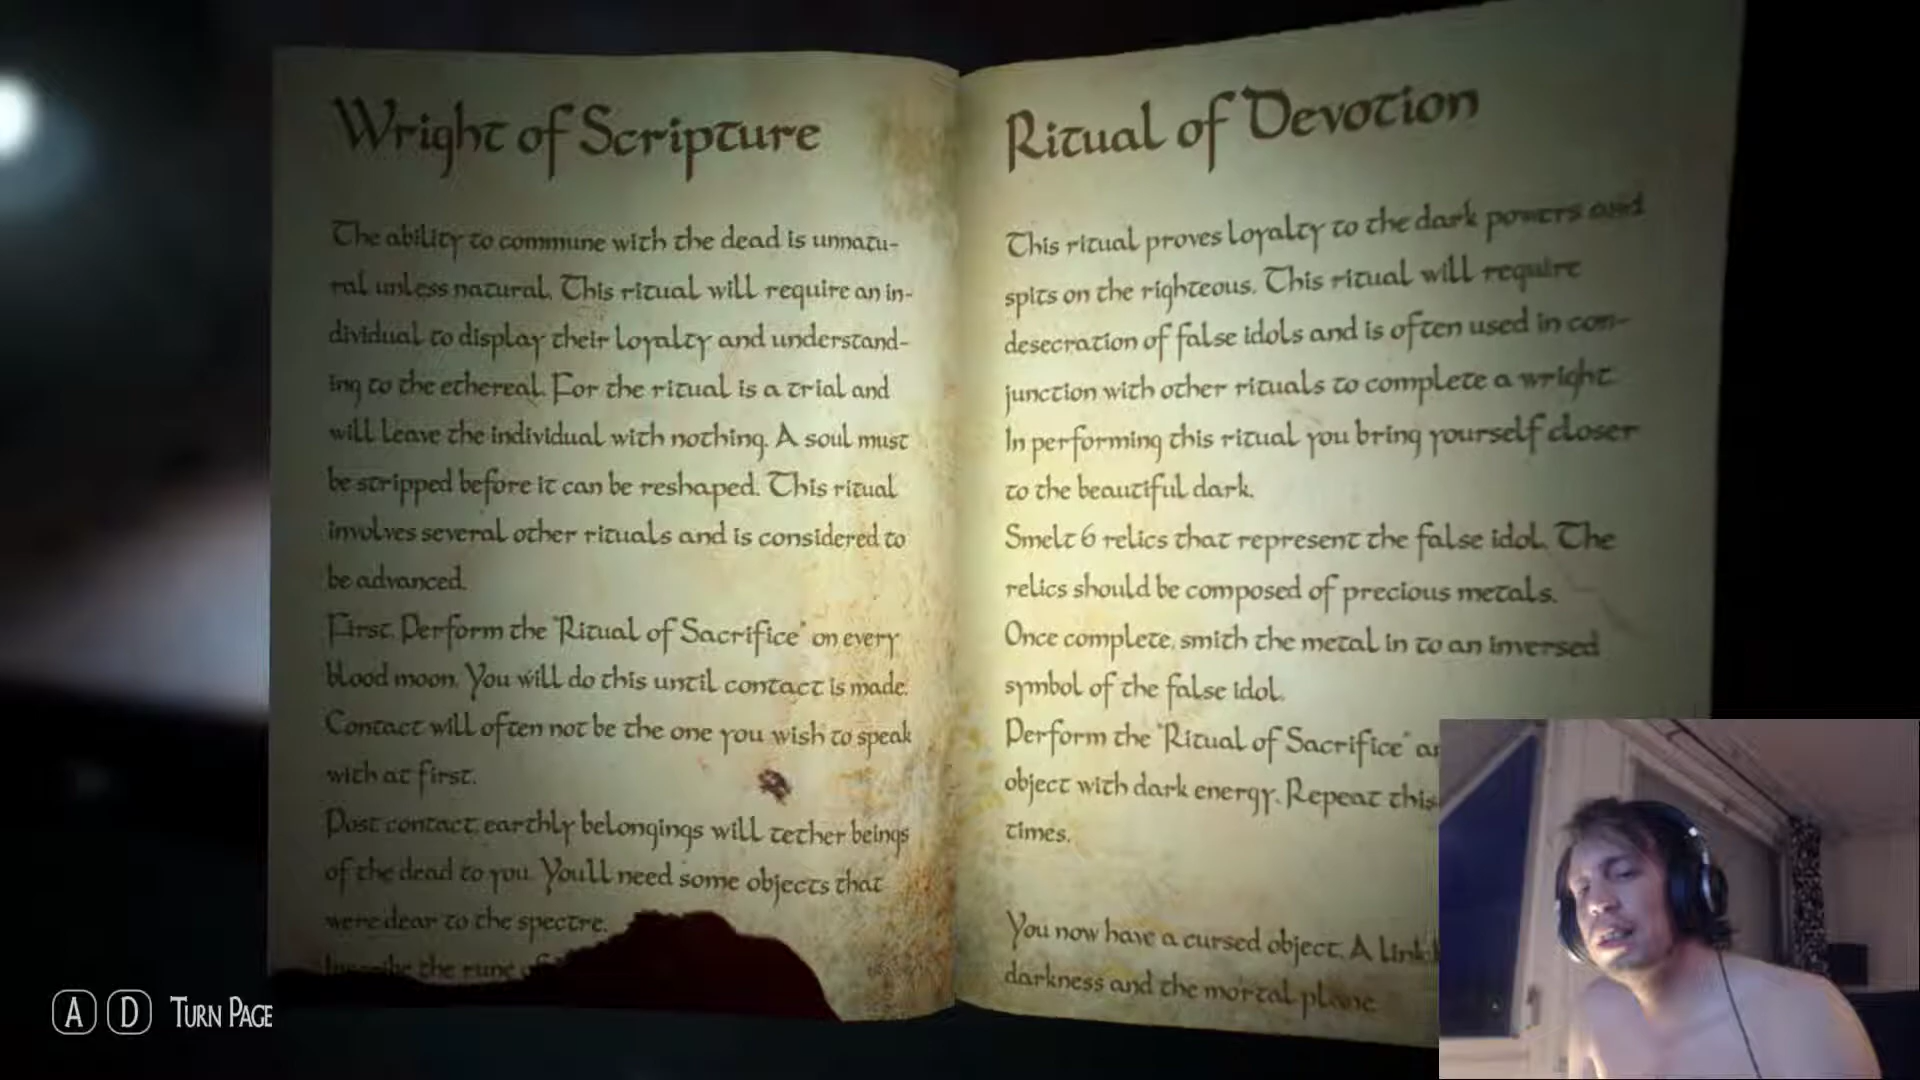 Wright of Scripture
The ability to commune with the dead is unnatu-
ral unless natural. This ritual will require an in-
dividual to display their loyalty and understand-
ing to the ethereal. For the ritual is a trial and
will leave the individual with nothing. A soul must
be stripped before it can be reshaped. This ritual
involves several other rituals and is considered to
be advanced.
First. Perform the "Ritual of Sacrifice" on every
blood moon. You will do this until contact is made.
Contact will often not be the one you wish to speak
with at first.
Post contact, earthly belongings will tether beings
of the dead to you. You'll need some objects that
were dear to the spectre.
the rune
Ritual of Devotion
This ritual proves loyalty to the dark powers and
spits on the righteous. This ritual will require
desecration of false idols and is often used in con-
junction with other rituals to complete a wright
In performing this ritual you bring yourself closer
to the beautiful dark.
Smelt 6 relics that represent the false idol. The
relics should be composed of precious metals.
Once complete, smith the metal in to an inversed
symbol of the false idol.
Perform the "Ritual of Sacrifice"
object with dark energy. Repeat this
times.
You now have a cursed object. A Link
darkness and the mortal plane
A D TURN PAGE